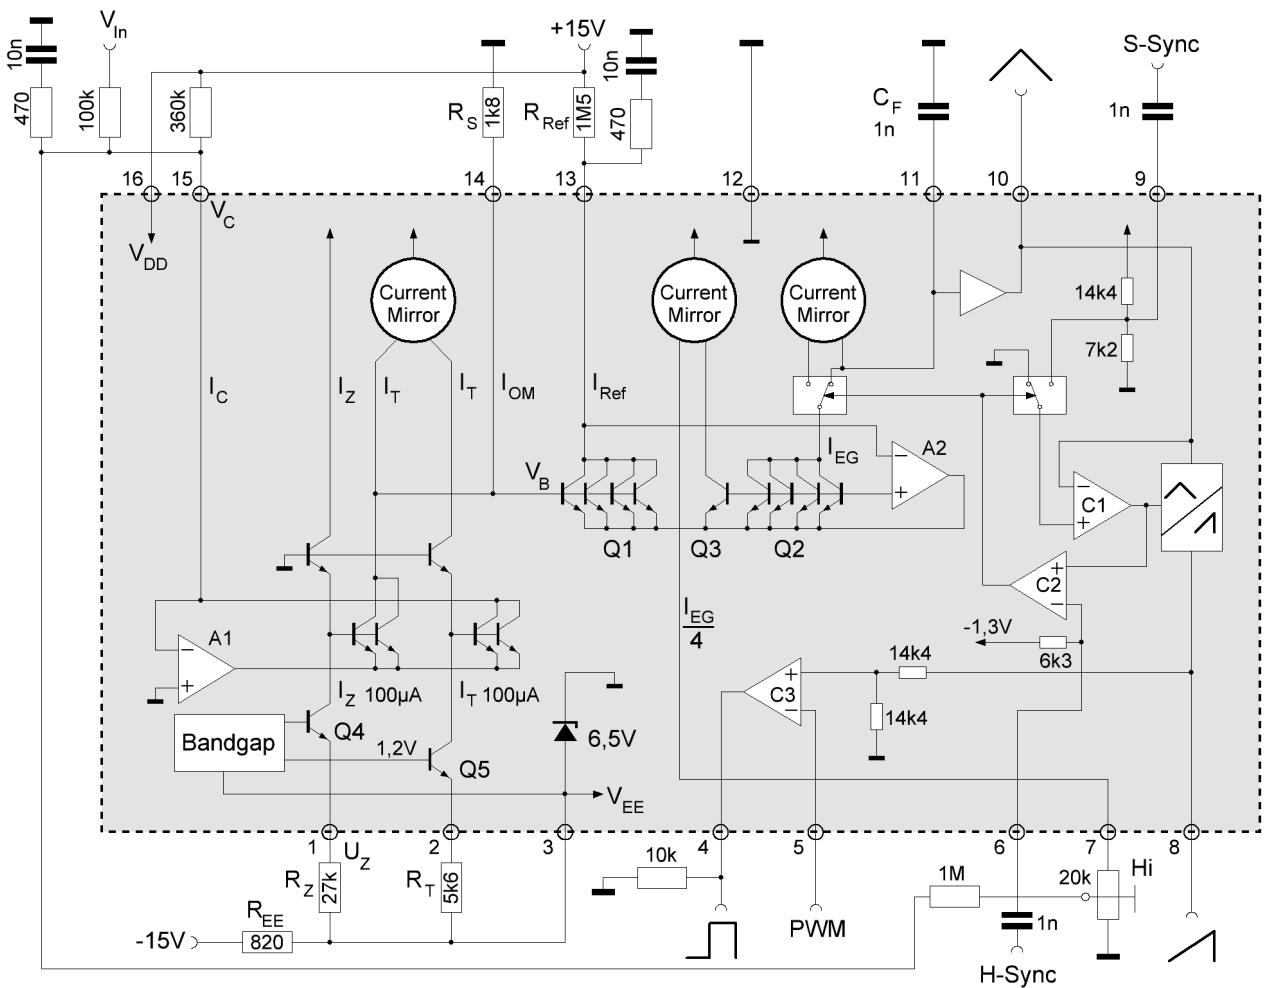 V_In
+15V
S-Sync
10n
10n
470
100k
360k
R_S
1k8
R_Ref
1M5
470
C_F
1n
1n
16
15
14
13
12
11
10
9
V_C
V_DD
Current
Mirror
Current
Mirror
Current
Mirror
14k4
7k2
I_C
I_Z
I_T
I_T
I_OM
I_Ref
V_B
I_EG
A2
C1
Q1
Q3
Q2
C2
A1
I_EG
4
-1,3V
6k3
I_Z 100µA
I_T 100µA
14k4
C3
14k4
Q4
Bandgap
1,2V
Q5
6,5V
V_EE
1
U_Z
2
3
4
5
6
7
8
R_Z
27k
R_T
5k6
10k
1M
20k
Hi
R_EE
-15V
820
PWM
1n
H-Sync